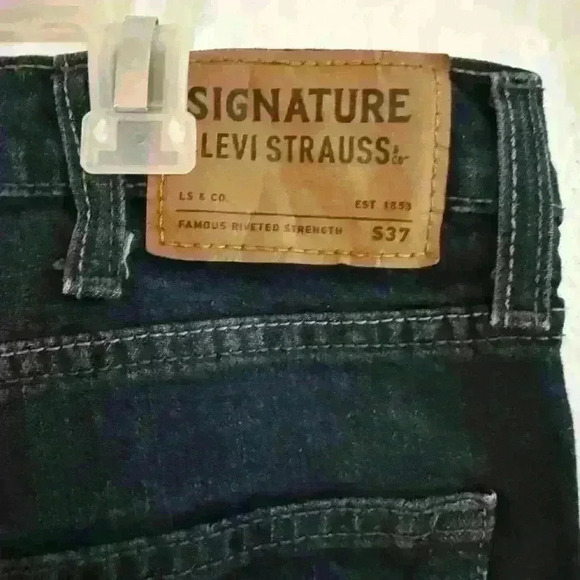 SIGNATURE
LEVI STRAUSS & Co
LS & CO. EST 1853
FAMOUS RIVETED STRENGTH S37